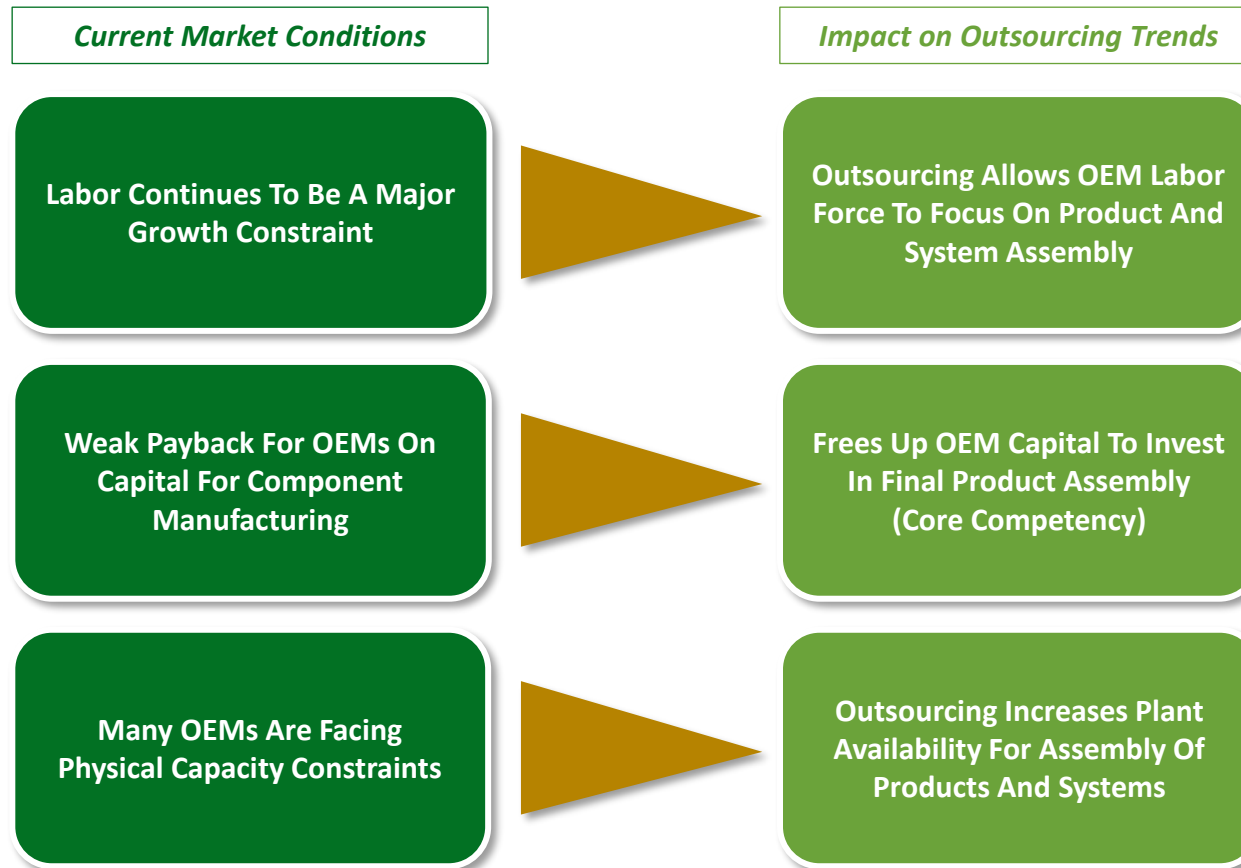 Current Market Conditions
Impact on Outsourcing Trends
Labor Continues To Be A Major
Growth Constraint
Outsourcing Allows OEM Labor
Force To Focus On Product And
System Assembly
Weak Payback For OEMs On
Capital For Component
Manufacturing
Frees Up OEM Capital To Invest
In Final Product Assembly
(Core Competency)
Many OEMs Are Facing
Physical Capacity Constraints
Outsourcing Increases Plant
Availability For Assembly Of
Products And Systems